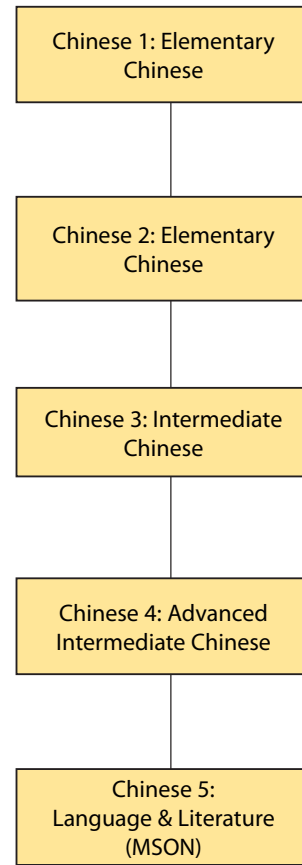 Chinese 1: Elementary
Chinese
Chinese 2: Elementary
Chinese
Chinese 3: Intermediate
Chinese
Chinese 4: Advanced
Intermediate Chinese
Chinese 5:
Language & Literature
(MSON)